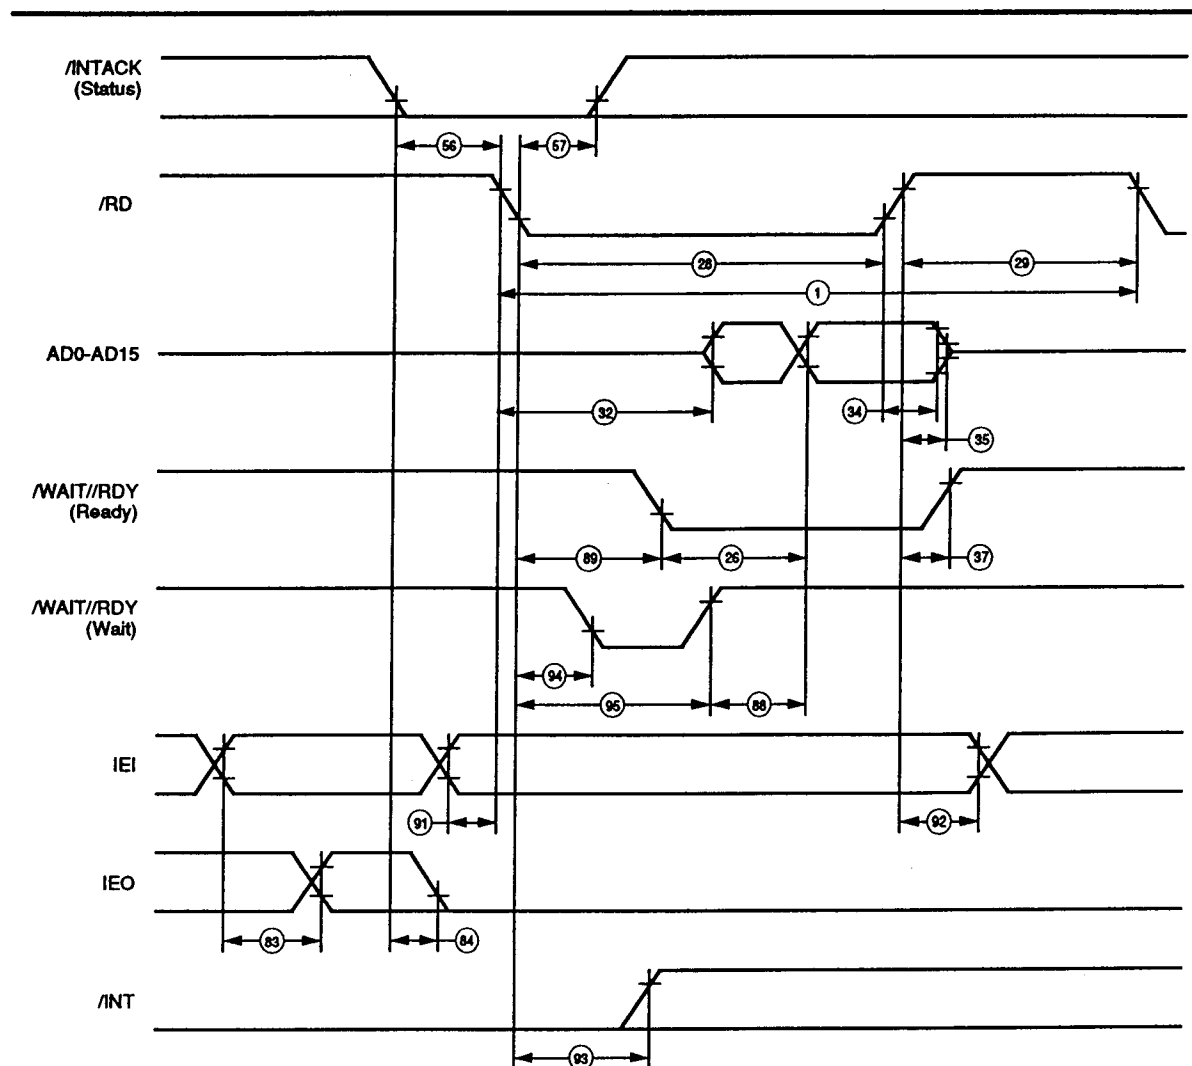 /INTACK
(Status)
56
57
/RD
28
29
1
AD0-AD15
32
34
35
/WAIT//RDY
(Ready)
89
26
37
/WAIT//RDY
(Wait)
94
95
88
IEI
91
92
IEO
83
84
/INT
93